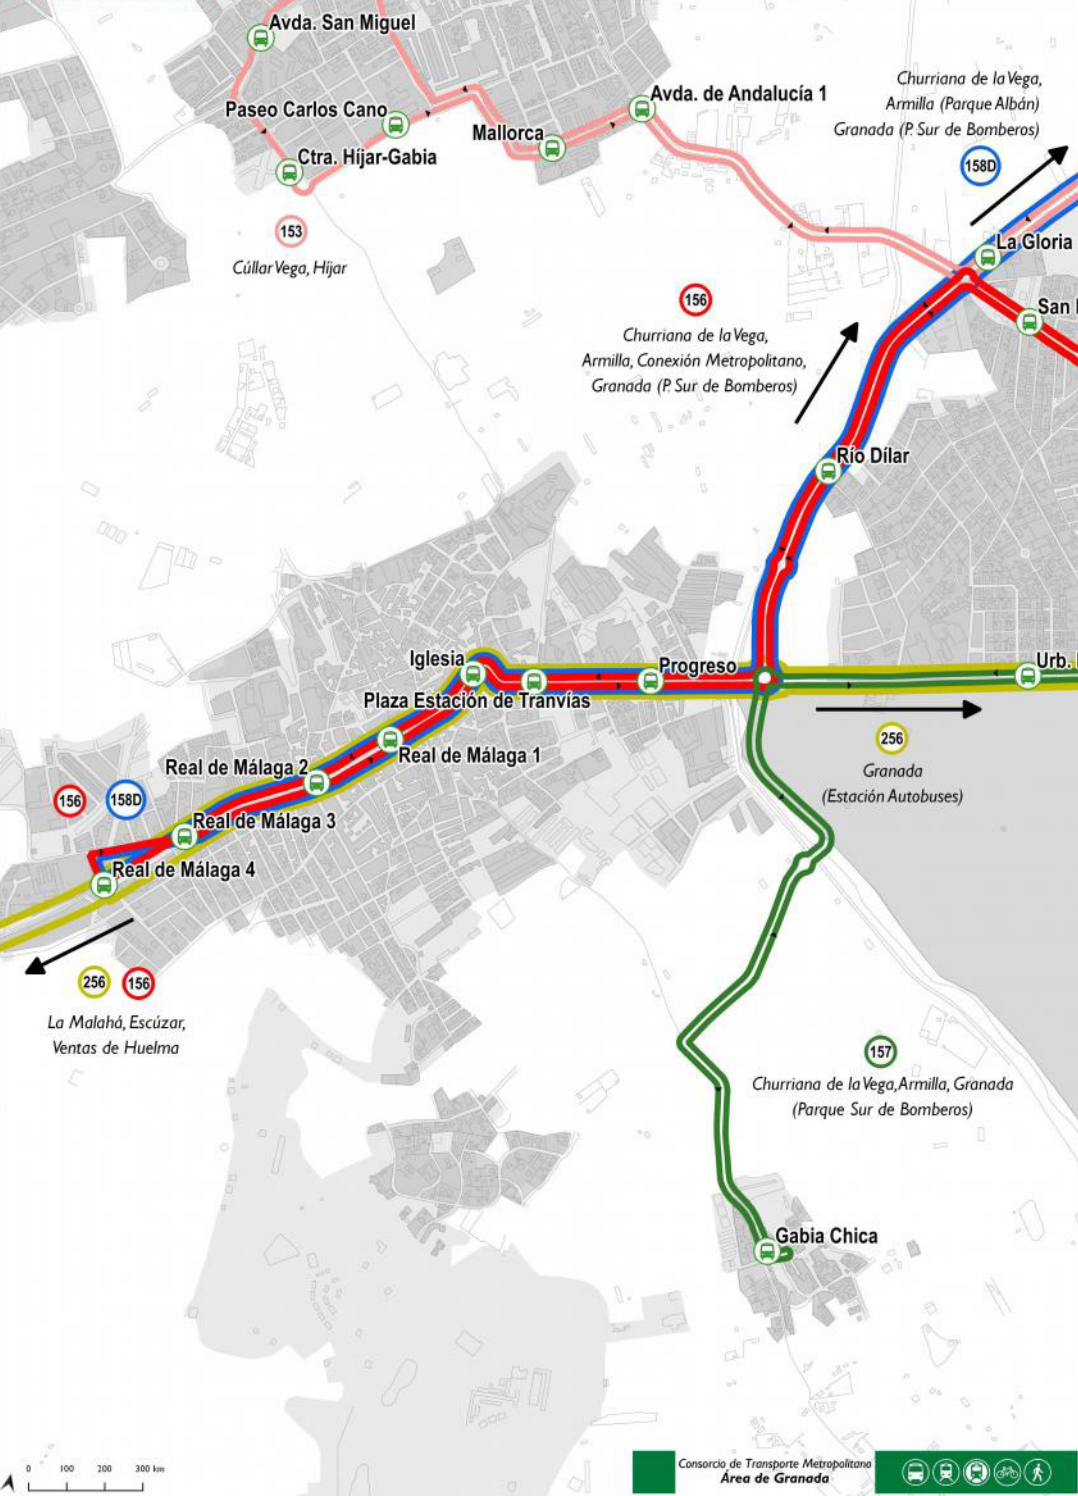 Avda. San Miguel
Churriana de la Vega,
Armilla (Parque Albán)
Granada (P. Sur de Bomberos)
158D
Avda. de Andalucía 1
Paseo Carlos Cano
Mallorca
Ctra. Híjar-Gabia
153
Cúllar Vega, Híjar
La Gloria
San
156
Churriana de la Vega,
Armilla, Conexión Metropolitano,
Granada (P. Sur de Bomberos)
Río Dílar
Iglesia
Progreso
Urb.
Plaza Estación de Tranvías
256
Granada
(Estación Autobuses)
Real de Málaga 1
Real de Málaga 2
156
158D
Real de Málaga 3
Real de Málaga 4
256 156
La Malahá, Escúzar,
Ventas de Huelma
157
Churriana de la Vega, Armilla, Granada
(Parque Sur de Bomberos)
Gabia Chica
0 100 200 300 km
Consorcio de Transporte Metropolitano
Área de Granada